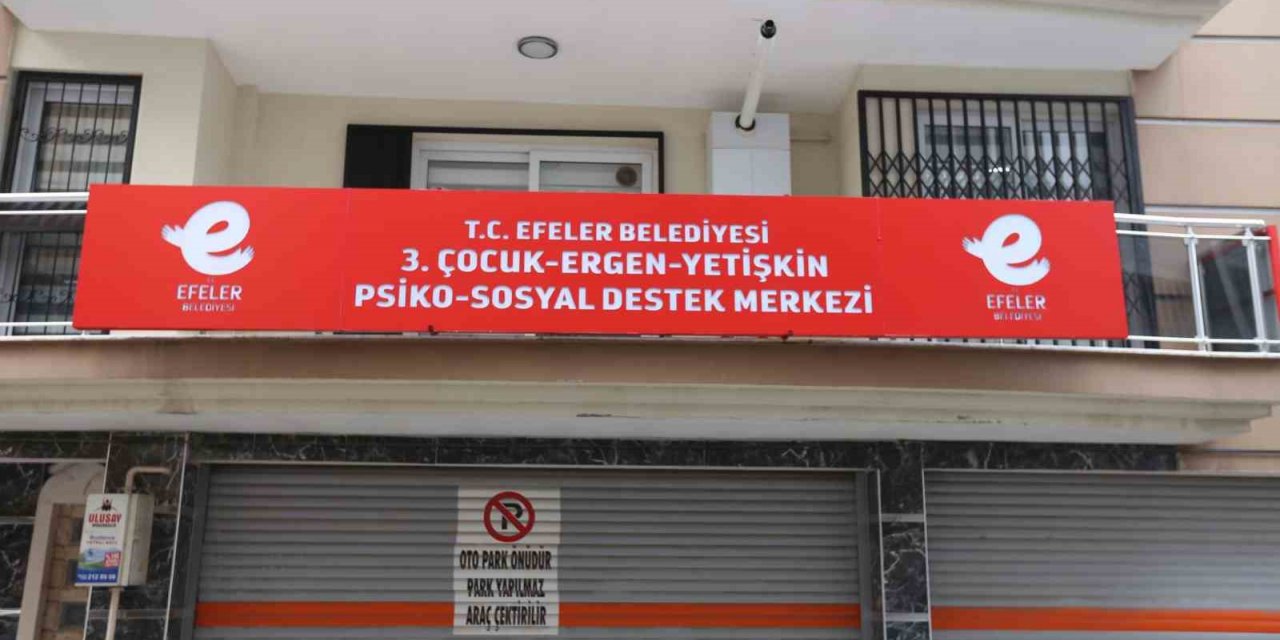 T.C. EFELER BELEDİYESİ
3. ÇOCUK-ERGEN-YETİŞKİN
PSİKO-SOSYAL DESTEK MERKEZİ
e
EFELER
BELEDİYESİ
e
EFELER
BELEDİYESİ
P
OTO PARK ÖNÜDÜR
PARK YAPILMAZ
ARAÇ ÇEKTİRİLİR
ULUSAY